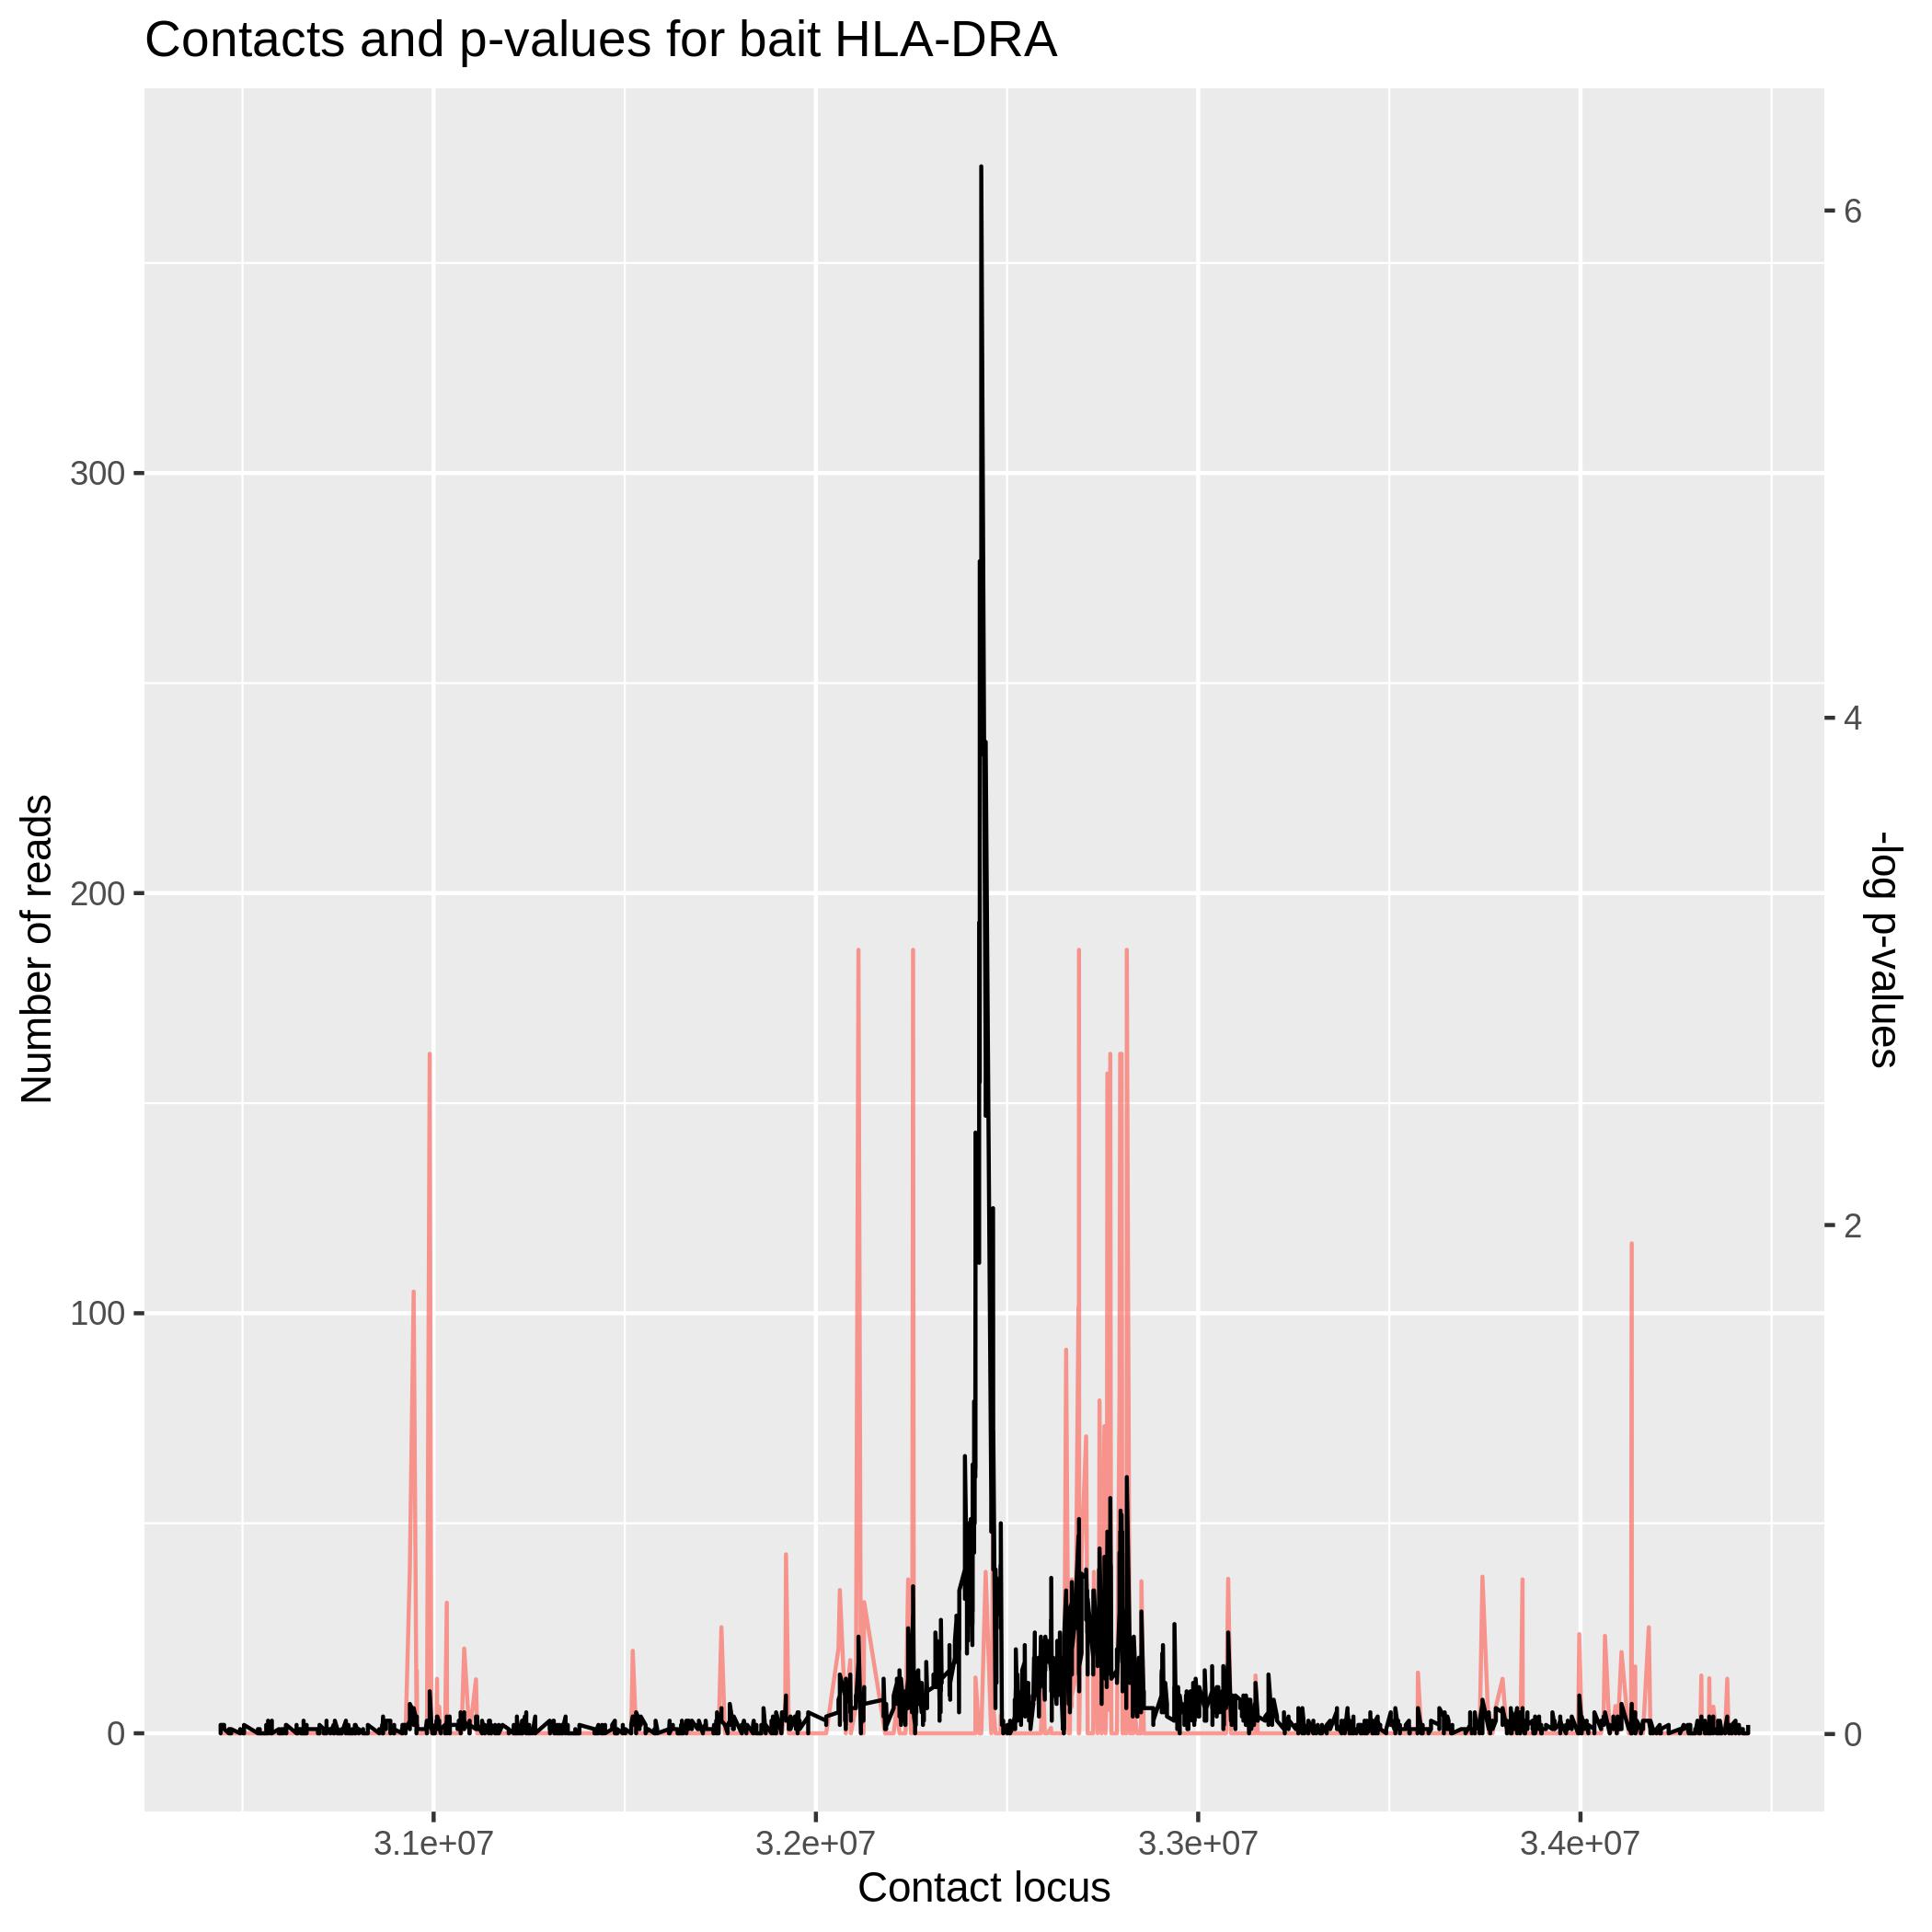 Contacts and p-values for bait HLA-DRA
Number of reads
300
200
100
0
6
4
2
0
-log p-values
3.1e+07
3.2e+07
3.3e+07
3.4e+07
Contact locus